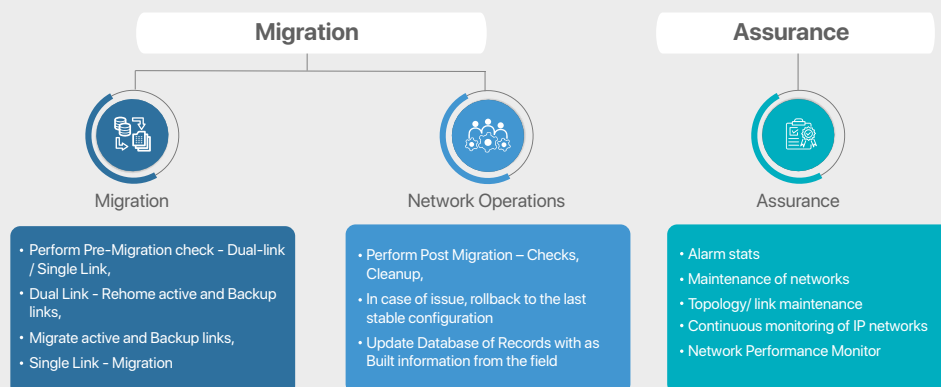 Migration
Assurance
Migration
Network Operations
Assurance
• Perform Pre-Migration check - Dual-link
/ Single Link,
• Dual Link - Rehome active and Backup
links,
• Migrate active and Backup links,
• Single Link - Migration
• Perform Post Migration – Checks,
Cleanup,
• In case of issue, rollback to the last
stable configuration
• Update Database of Records with as
Built information from the field
• Alarm stats
• Maintenance of networks
• Topology/ link maintenance
• Continuous monitoring of IP networks
• Network Performance Monitor